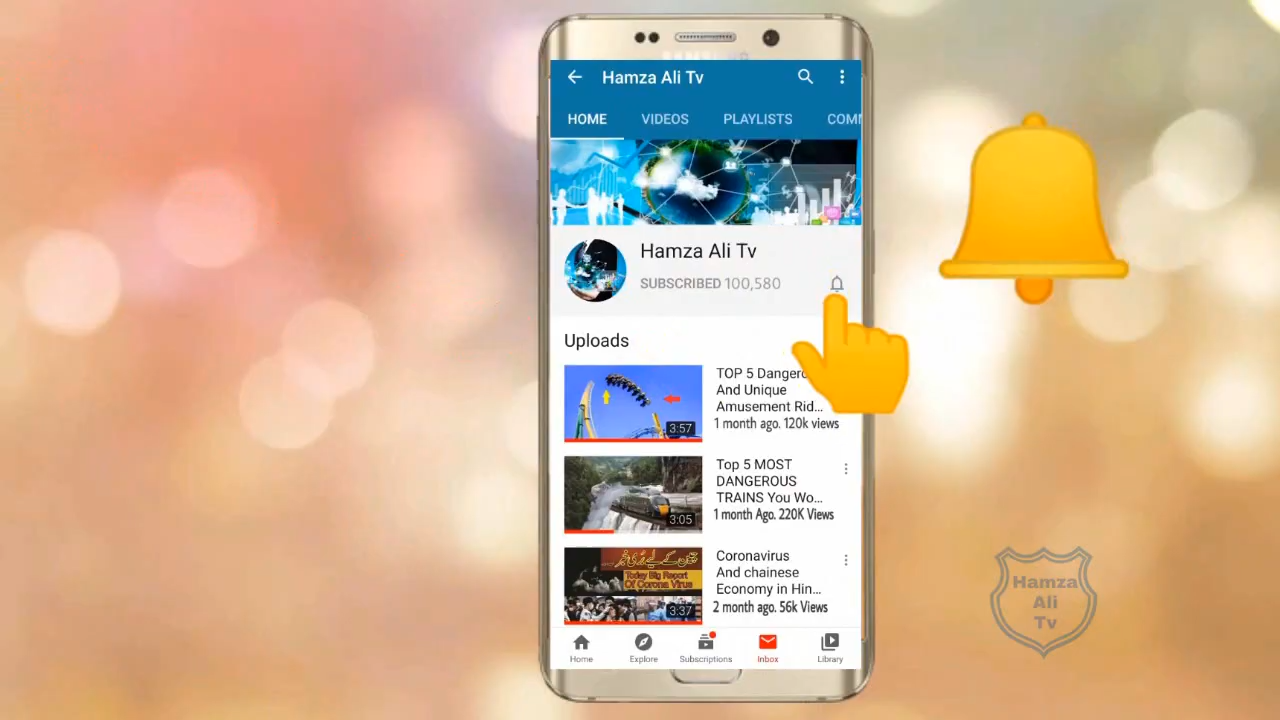 Hamza Ali Tv
HOME VIDEOS PLAYLISTS COM
Hamza Ali Tv
SUBSCRIBED 100,580
Uploads
TOP 5 Dangero
And Unique
Amusement Rid...
1 month ago. 120k views
3:57
Top 5 MOST
DANGEROUS
TRAINS You Wo...
1 month Ago. 220K Views
3:05
Coronavirus
And chainese
Economy in Hin...
2 month ago. 56k Views
Today Big Report
Of Corona Virus
3:37
Home Explore Subscriptions Inbox Library
Hamza
Ali
Tv